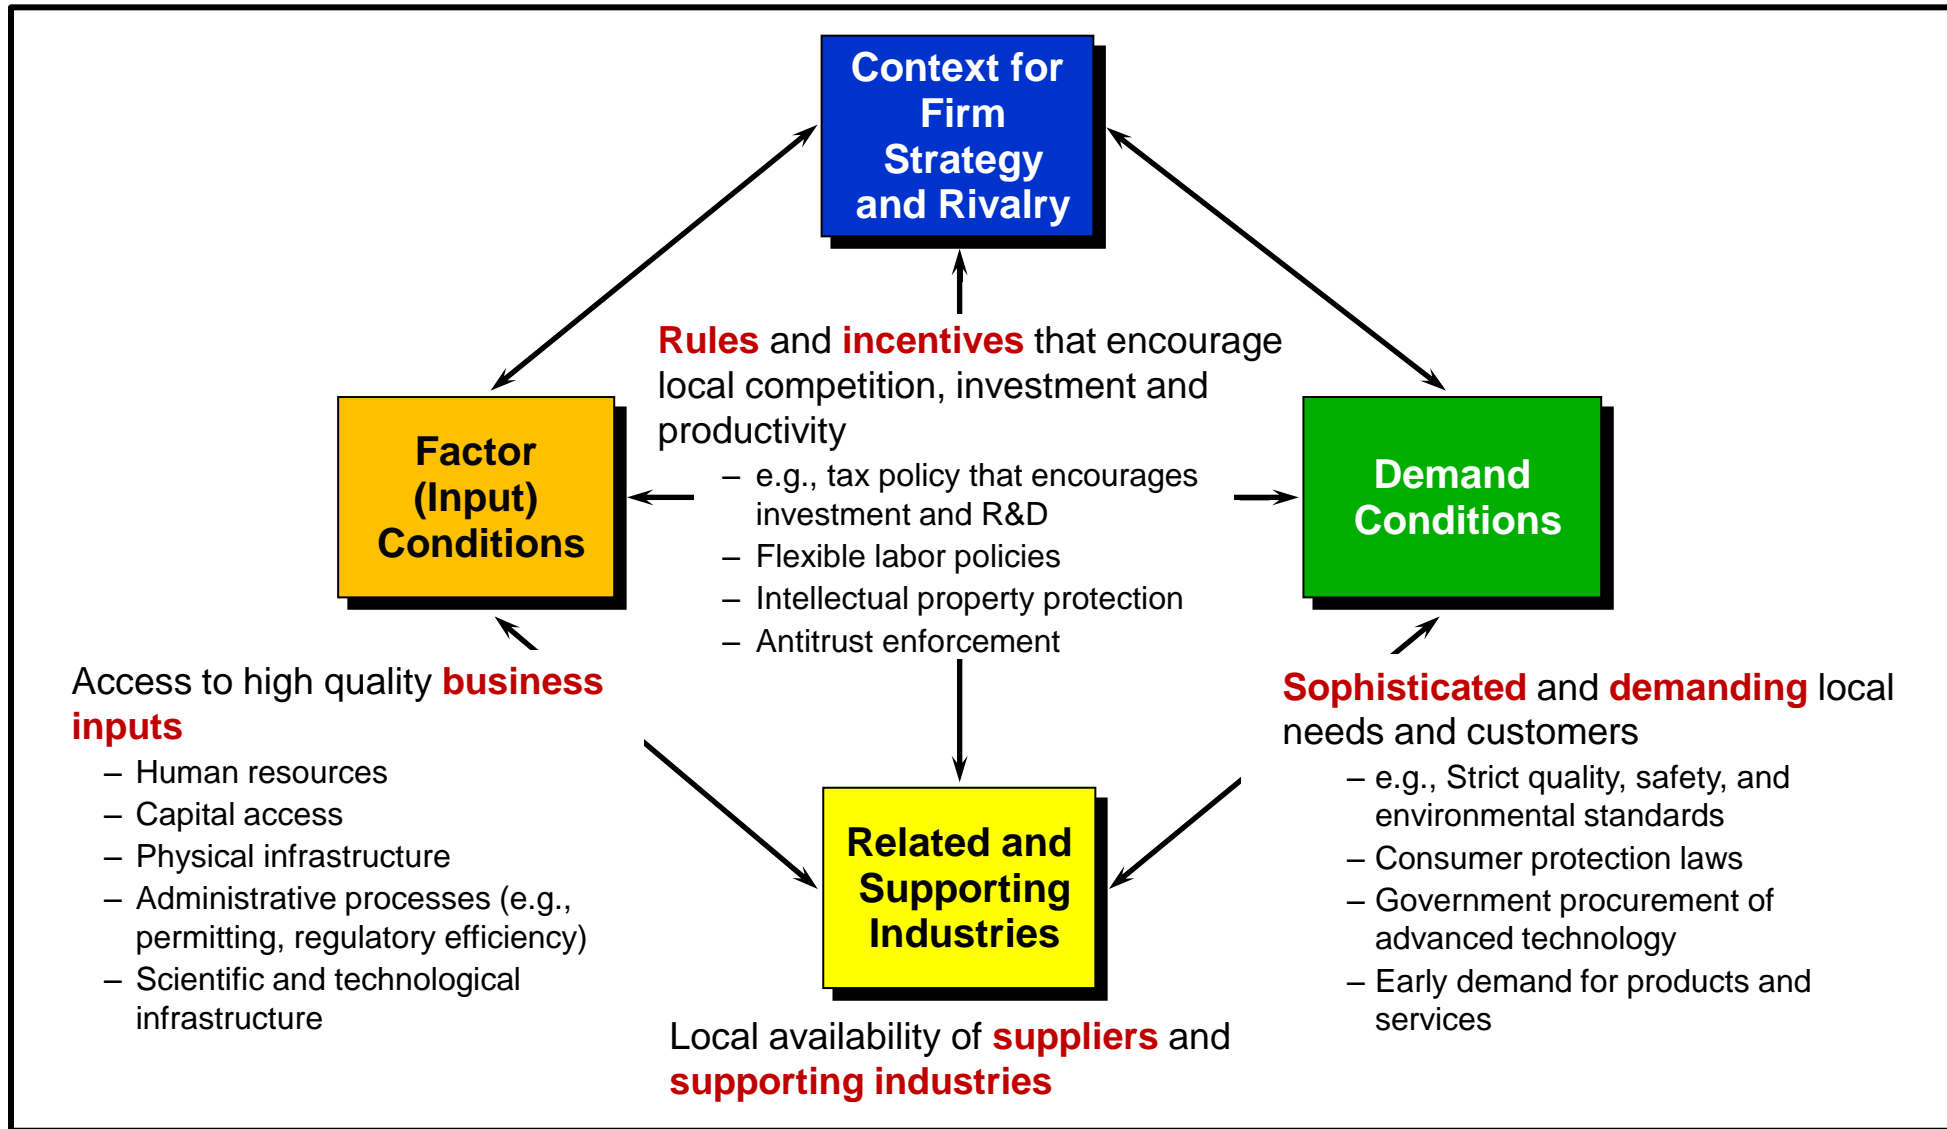 Context for
Firm
Strategy
and Rivalry
Rules and incentives that encourage
local competition, investment and
productivity
– e.g., tax policy that encourages
investment and R&D
– Flexible labor policies
– Intellectual property protection
– Antitrust enforcement
Factor
(Input)
Conditions
Demand
Conditions
Access to high quality business
inputs
– Human resources
– Capital access
– Physical infrastructure
– Administrative processes (e.g.,
permitting, regulatory efficiency)
– Scientific and technological
infrastructure
Sophisticated and demanding local
needs and customers
– e.g., Strict quality, safety, and
environmental standards
– Consumer protection laws
– Government procurement of
advanced technology
– Early demand for products and
services
Related and
Supporting
Industries
Local availability of suppliers and
supporting industries